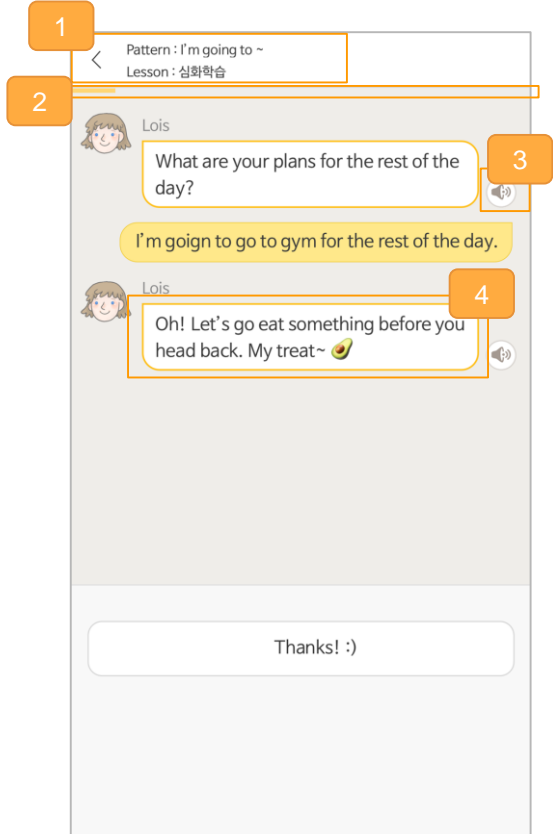 1
Pattern : I'm going to ~
Lesson : 심화학습
2
Lois
What are your plans for the rest of the
day?
3
I'm goign to go to gym for the rest of the day.
Lois
4
Oh! Let's go eat something before you
head back. My treat~ 🥑
Thanks! :)